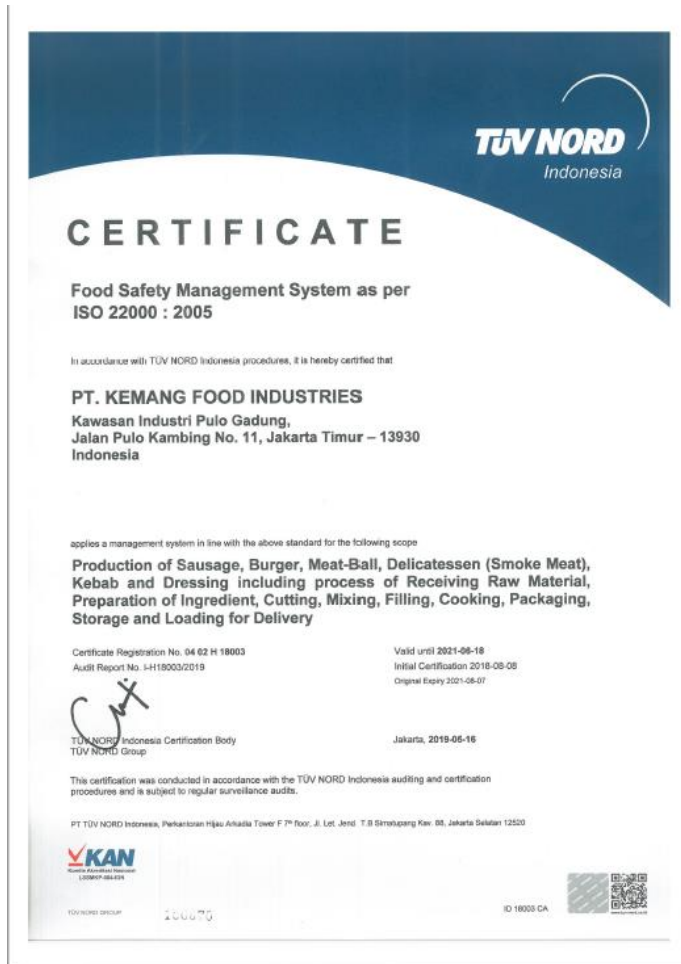 TÜV NORD
Indonesia
CERTIFICATE
Food Safety Management System as per
ISO 22000 : 2005
In accordance with TÜV NORD Indonesia procedures, it is hereby certified that
PT. KEMANG FOOD INDUSTRIES
Kawasan Industri Pulo Gadung,
Jalan Pulo Kambing No. 11, Jakarta Timur – 13930
Indonesia
applies a management system in line with the above standard for the following scope
Production of Sausage, Burger, Meat-Ball, Delicatessen (Smoke Meat),
Kebab and Dressing including process of Receiving Raw Material,
Preparation of Ingredient, Cutting, Mixing, Filling, Cooking, Packaging,
Storage and Loading for Delivery
Certificate Registration No. 04 02 H 18003
Valid until 2021-06-18
Audit Report No. I-H18003/2019
Initial Certification 2018-08-08
Original Expiry 2021-08-07
TÜV NORD Indonesia Certification Body
Jakarta, 2019-05-16
TÜV NORD Group
This certification was conducted in accordance with the TÜV NORD Indonesia auditing and certification
procedures and is subject to regular surveillance audits.
PT TÜV NORD Indonesia, Perkantoran Hijau Arkadia Tower F 7th floor, Jl. Let. Jend. T.B Simatupang Kav. 88, Jakarta Selatan 12520
KAN
Komite Akreditasi Nasional
TÜV NORD GROUP
ID 18003 CA